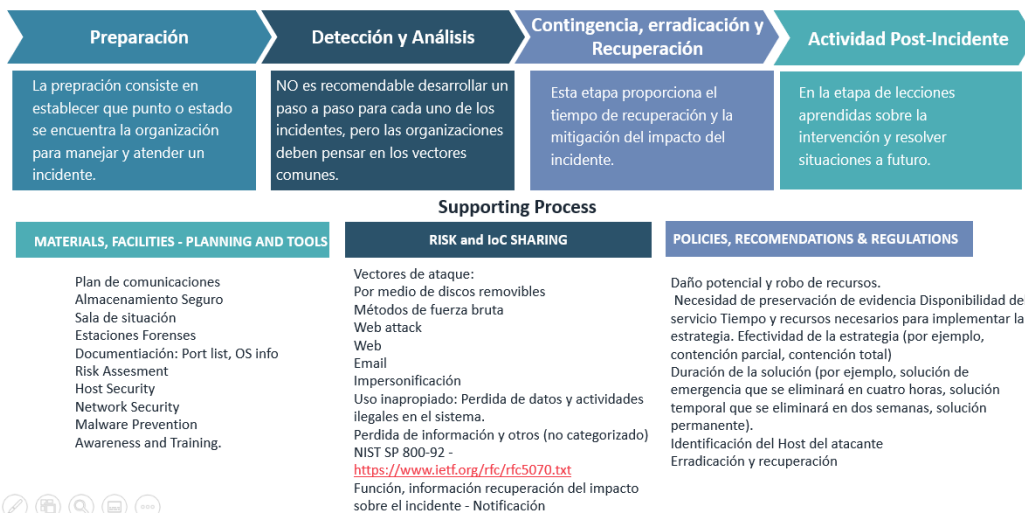 Preparación
Detección y Análisis
Contingencia, erradicación y
Recuperación
Actividad Post-Incidente
La prepración consiste en
establecer que punto o estado
se encuentra la organización
para manejar y atender un
incidente.
NO es recomendable desarrollar un
paso a paso para cada uno de los
incidentes, pero las organizaciones
deben pensar en los vectores
comunes.
Esta etapa proporciona el
tiempo de recuperación y la
mitigación del impacto del
incidente.
En la etapa de lecciones
aprendidas sobre la
intervención y resolver
situaciones a futuro.
Supporting Process
MATERIALS, FACILITIES - PLANNING AND TOOLS
Plan de comunicaciones
Almacenamiento Seguro
Sala de situación
Estaciones Forenses
Documentiación: Port list, OS info
Risk Assesment
Host Security
Network Security
Malware Prevention
Awareness and Training.
RISK and IoC SHARING
Vectores de ataque:
Por medio de discos removibles
Métodos de fuerza bruta
Web attack
Web
Email
Impersonificación
Uso inapropiado: Perdida de datos y actividades
ilegales en el sistema.
Perdida de información y otros (no categorizado)
NIST SP 800-92 -
https://www.ietf.org/rfc/rfc5070.txt
Función, información recuperación del impacto
sobre el incidente - Notificación
POLICIES, RECOMENDATIONS & REGULATIONS
Daño potencial y robo de recursos.
Necesidad de preservación de evidencia Disponibilidad del
servicio Tiempo y recursos necesarios para implementar la
estrategia. Efectividad de la estrategia (por ejemplo,
contención parcial, contención total)
Duración de la solución (por ejemplo, solución de
emergencia que se eliminará en cuatro horas, solución
temporal que se eliminará en dos semanas, solución
permanente).
Identificación del Host del atacante
Erradicación y recuperación